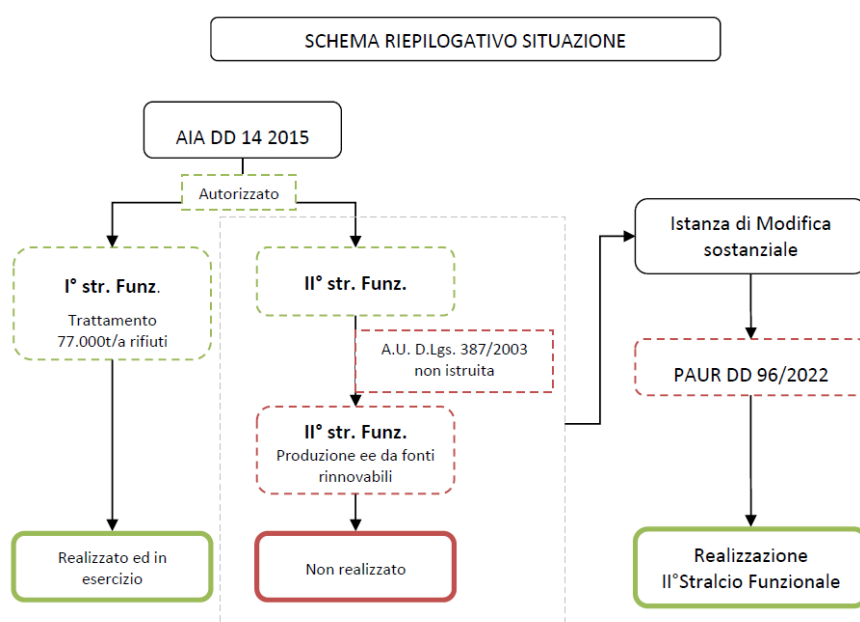 SCHEMA RIEPILOGATIVO SITUAZIONE
AIA DD 14 2015
Autorizzato
I° str. Funz.
Trattamento
77.000t/a rifiuti
II° str. Funz.
A.U. D.Lgs. 387/2003
non istruita
II° str. Funz.
Produzione ee da fonti
rinnovabili
Realizzato ed in
esercizio
Non realizzato
Istanza di Modifica
sostanziale
PAUR DD 96/2022
Realizzazione
II°Stralcio Funzionale